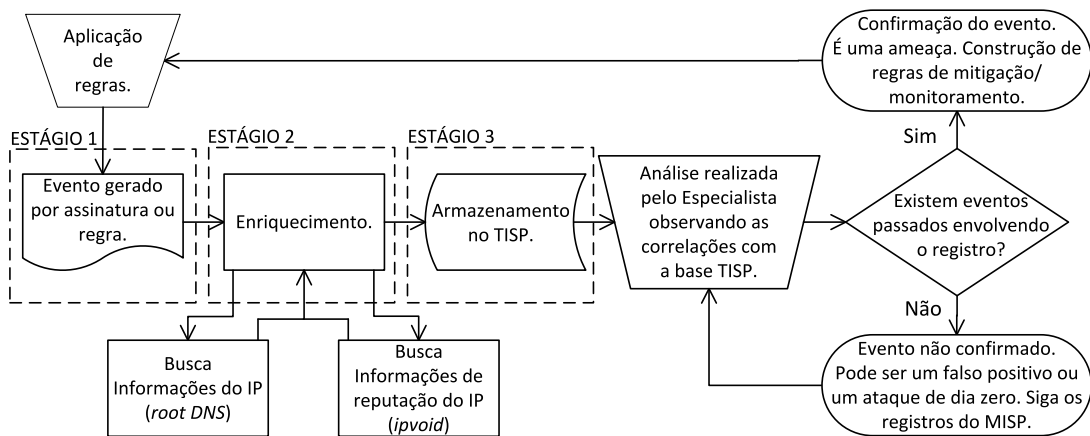 Aplicação
de
regras.
Confirmação do evento.
É uma ameaça. Construção de
regras de mitigação/
monitoramento.
Sim
ESTÁGIO 1
ESTÁGIO 2
ESTÁGIO 3
Evento gerado
por assinatura ou
regra.
Enriquecimento.
Armazenamento
no TISP.
Análise realizada
pelo Especialista
observando as
correlações com
a base TISP.
Existem eventos
passados envolvendo
o registro?
Não
Busca
Informações do IP
(root DNS)
Busca
Informações de
reputação do IP
(ipvoid)
Evento não confirmado.
Pode ser um falso positivo ou
um ataque de dia zero. Siga os
registros do MISP.